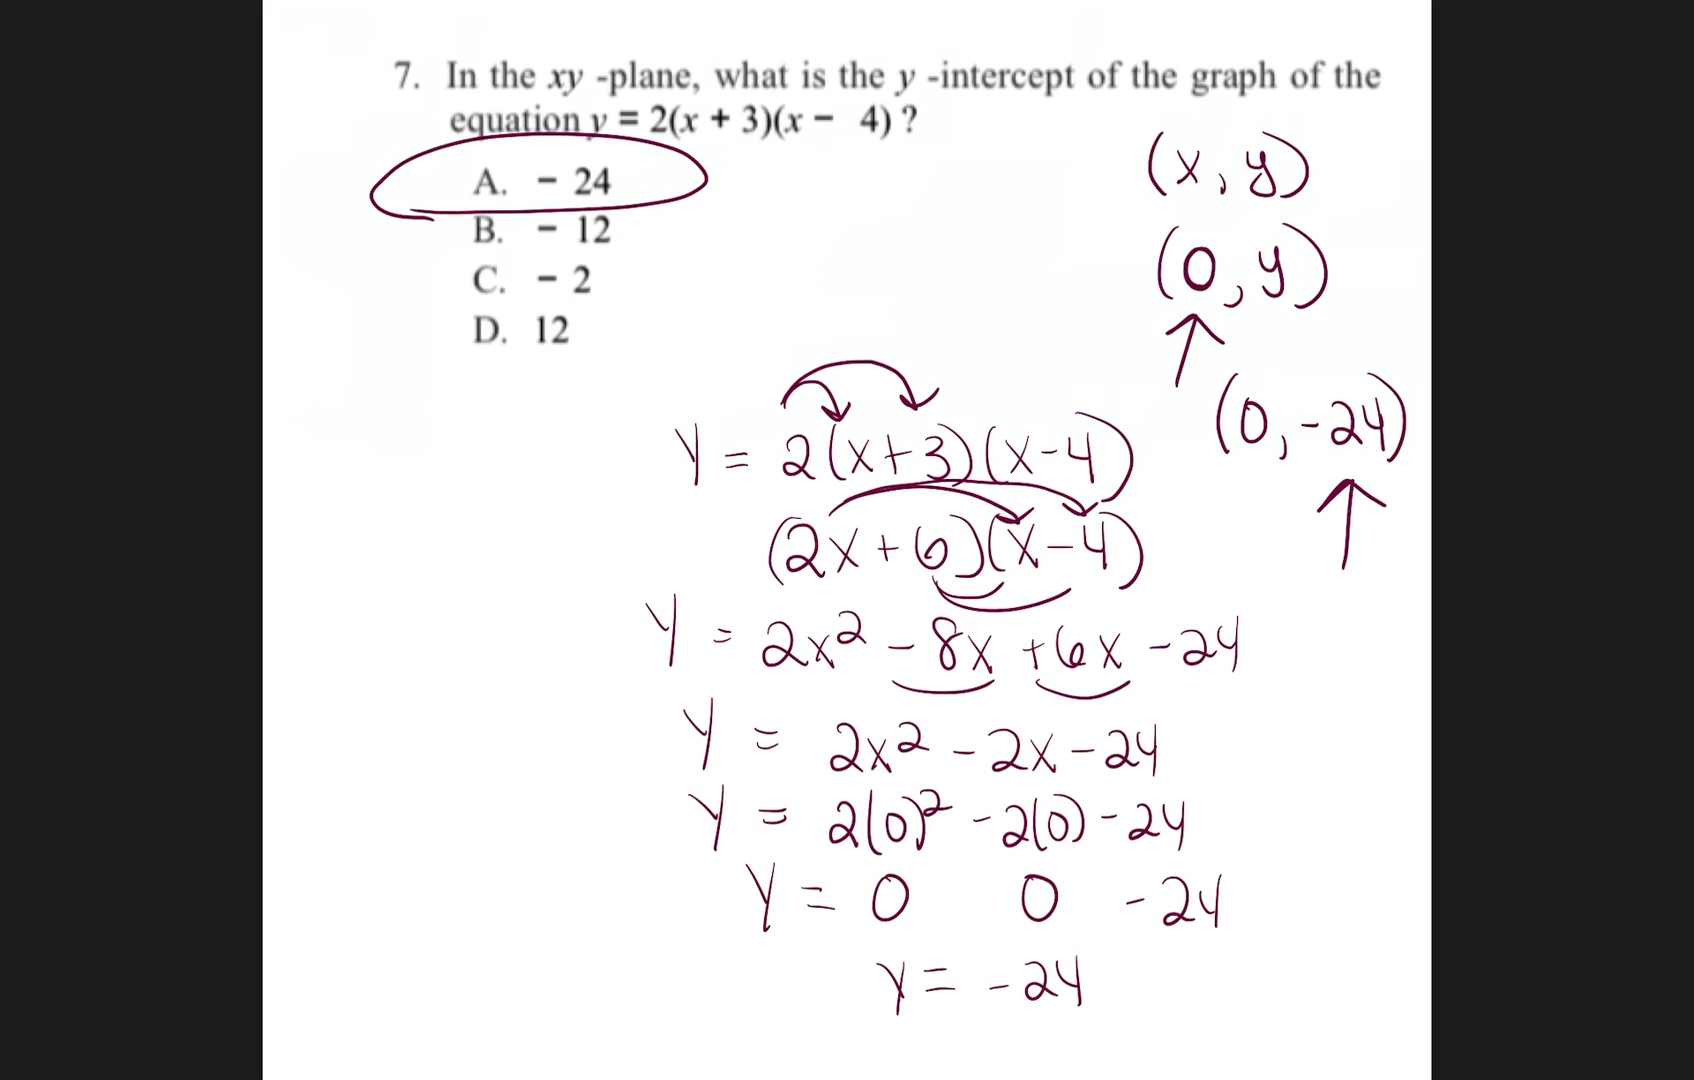 7. In the xy -plane, what is the y -intercept of the graph of the
equation y = 2(x + 3)(x − 4) ?
A. − 24
B. − 12
C. − 2
D. 12
(x, y)
(0, y)
(0, -24)
y = 2(x+3)(x-4)
(2x+6)(x-4)
y = 2x² - 8x + 6x - 24
y = 2x² - 2x - 24
y = 2(0)² - 2(0) - 24
y = 0 0 - 24
y = -24